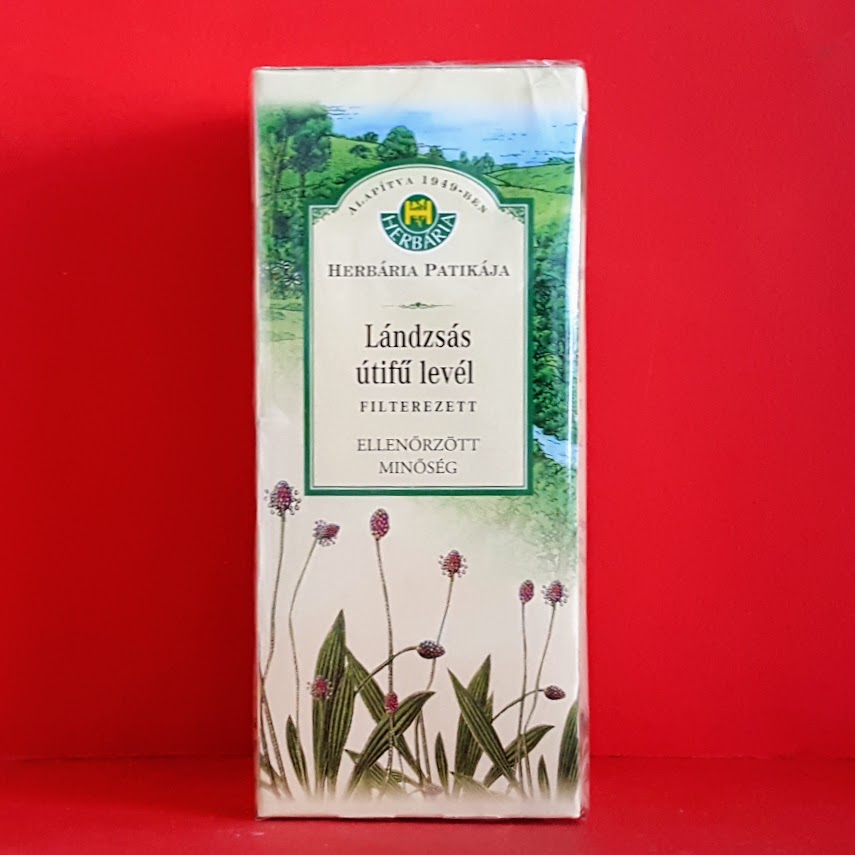 ALAPÍTVA 1949-BEN
H
HERBÁRIA
HERBÁRIA PATIKÁJA
Lándzsás
útifű levél
FILTEREZETT
ELLENŐRZÖTT
MINŐSÉG